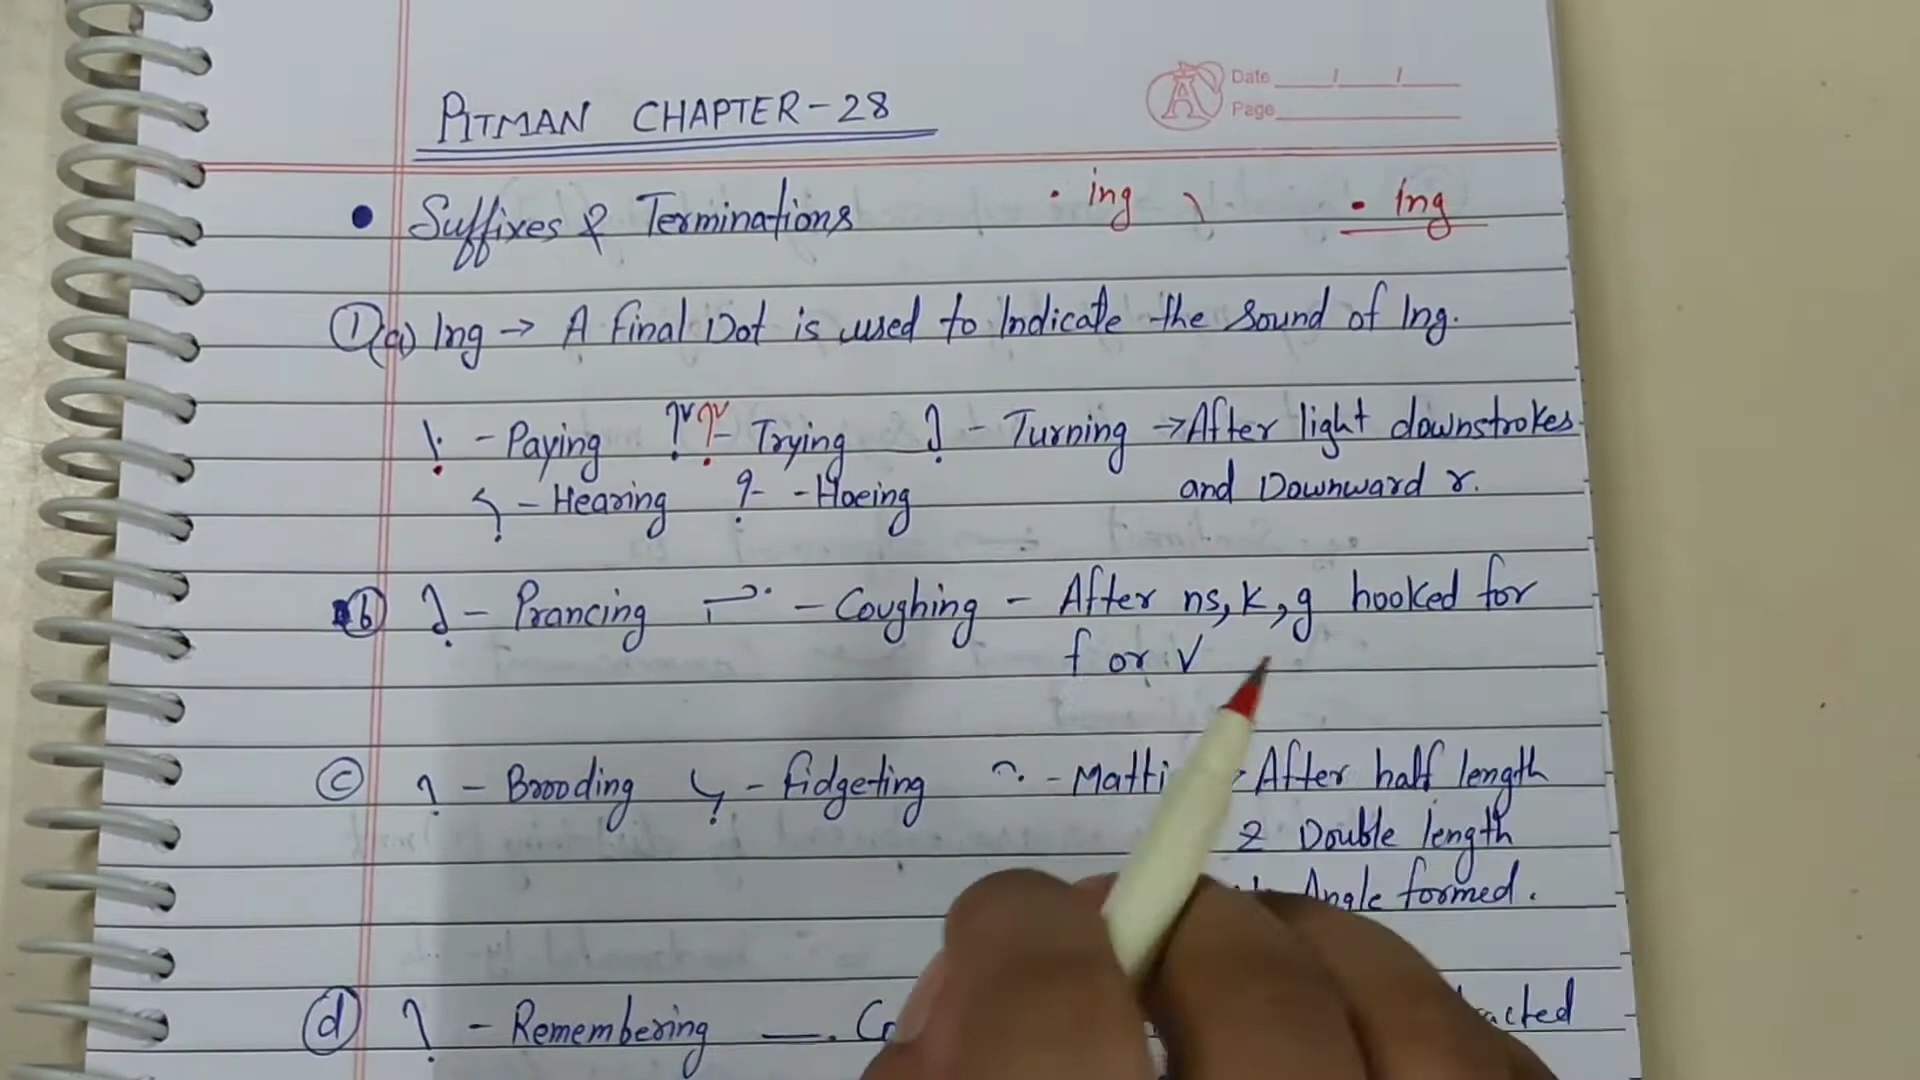 PITMAN CHAPTER-28
Date
Page
• Suffixes & Terminations • ing • Ing
① (a) Ing → A Final Dot is used to Indicate the Sound of Ing.
- Paying - Trying - Turning → After light downstrokes
- Hearing - Hoeing and Downward r.
ⓑ - Prancing - Coughing - After ns, k, g hooked for
f or V
ⓒ - Brooding - Fidgeting - After half length
& Double length
Angle formed.
ⓓ - Remembering